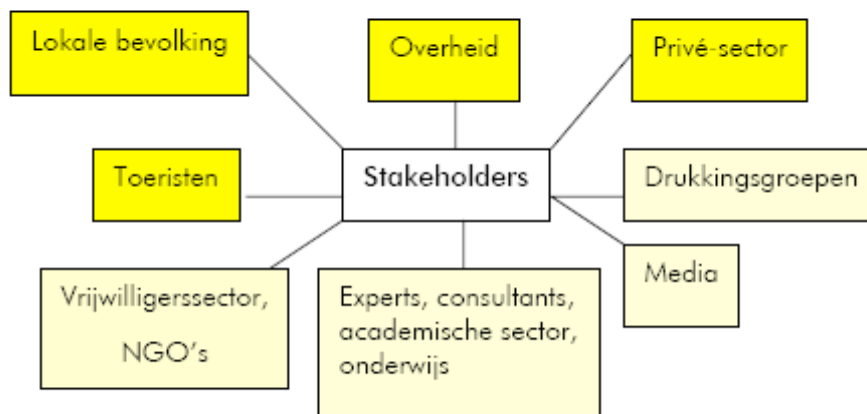 Lokale bevolking
Overheid
Privé-sector
Toeristen
Stakeholders
Drukkingsgroepen
Vrijwilligerssector,
NGO's
Experts, consultants,
academische sector,
onderwijs
Media